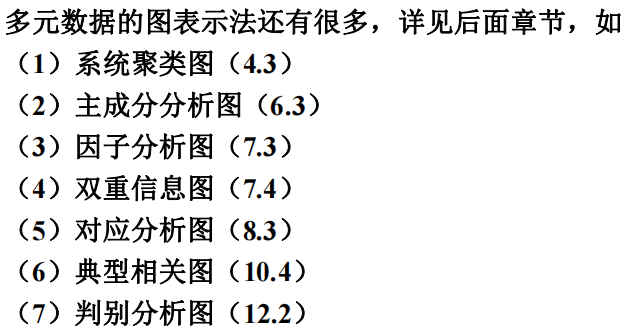 多元数据的图表示法还有很多，详见后面章节，如
（1）系统聚类图（4.3）
（2）主成分分析图（6.3）
（3）因子分析图（7.3）
（4）双重信息图（7.4）
（5）对应分析图（8.3）
（6）典型相关图（10.4）
（7）判别分析图（12.2）